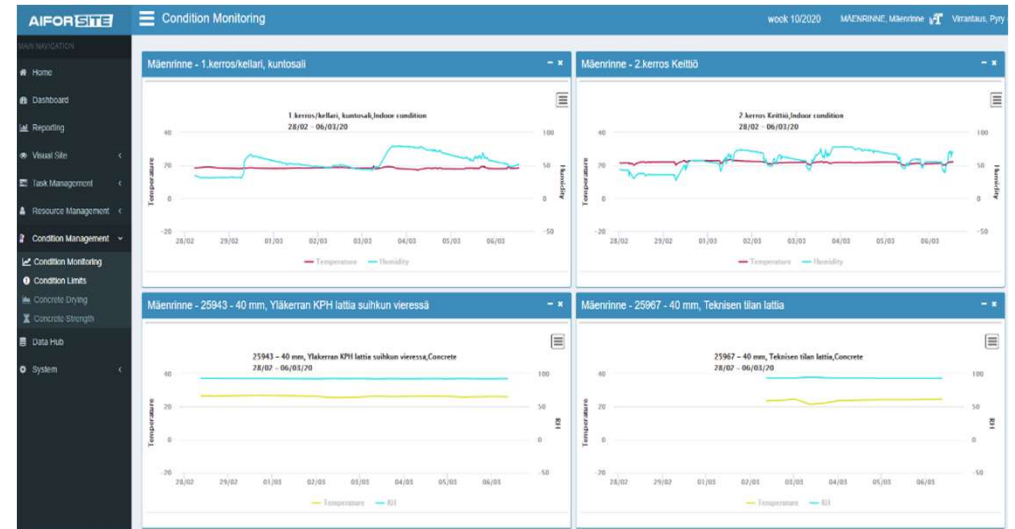 AIFORSITE
Condition Monitoring
week 10/2020
MÄENRINNE, Mäenrinne
Virrantaus, Pyry
MAIN NAVIGATION
Home
Dashboard
Reporting
Visual Site
Task Management
Resource Management
Condition Management
Condition Monitoring
Condition Limits
Concrete Drying
Concrete Strength
Data Hub
System
Mäenrinne - 1.kerros/kellari, kuntosali
1 kerros/kellari, kuntosali,Indoor condition
28/02 - 06/03/20
40
20
0
-20
Temperature
100
50
0
-50
Humidity
28/02 29/02 01/03 02/03 03/03 04/03 05/03 06/03
Temperature Humidity
Mäenrinne - 2.kerros Keittiö
2 kerros Keittiö,Indoor condition
28/02 - 06/03/20
40
20
0
-20
Temperature
100
50
0
-50
Humidity
28/02 29/02 01/03 02/03 03/03 04/03 05/03 06/03
Temperature Humidity
Mäenrinne - 25943 - 40 mm, Yläkerran KPH lattia suihkun vieressä
25943 - 40 mm, Ylakerran KPH lattia suihkun vieressa,Concrete
28/02 - 06/03/20
40
20
0
-20
Temperature
100
50
0
-50
RH
28/02 29/02 01/03 02/03 03/03 04/03 05/03 06/03
Temperature RH
Mäenrinne - 25967 - 40 mm, Teknisen tilan lattia
25967 - 40 mm, Teknisen tilan lattia,Concrete
28/02 - 06/03/20
40
20
0
-20
Temperature
100
50
0
-50
RH
28/02 29/02 01/03 02/03 03/03 04/03 05/03 06/03
Temperature RH